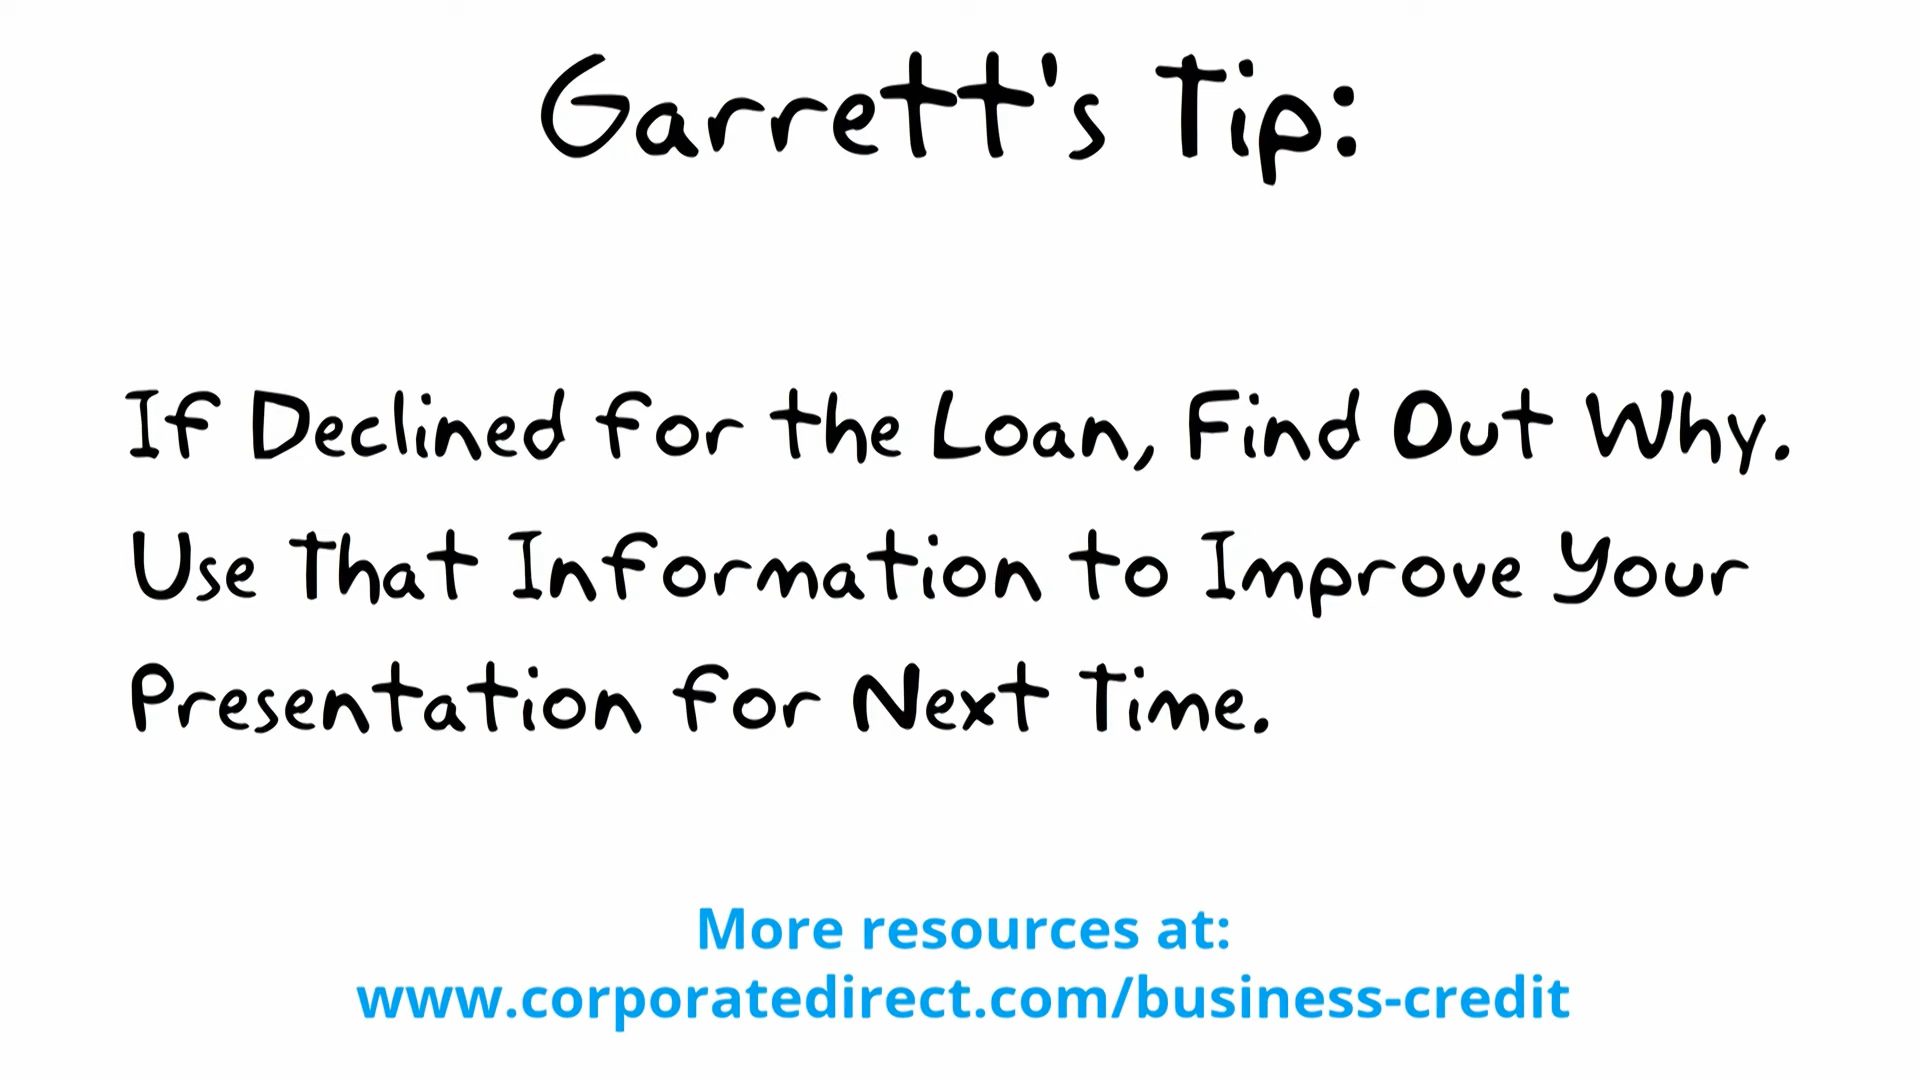 Garrett's Tip:
If Declined for the Loan, Find Out Why.
Use That Information to Improve Your
Presentation for Next Time.
More resources at:
www.corporatedirect.com/business-credit